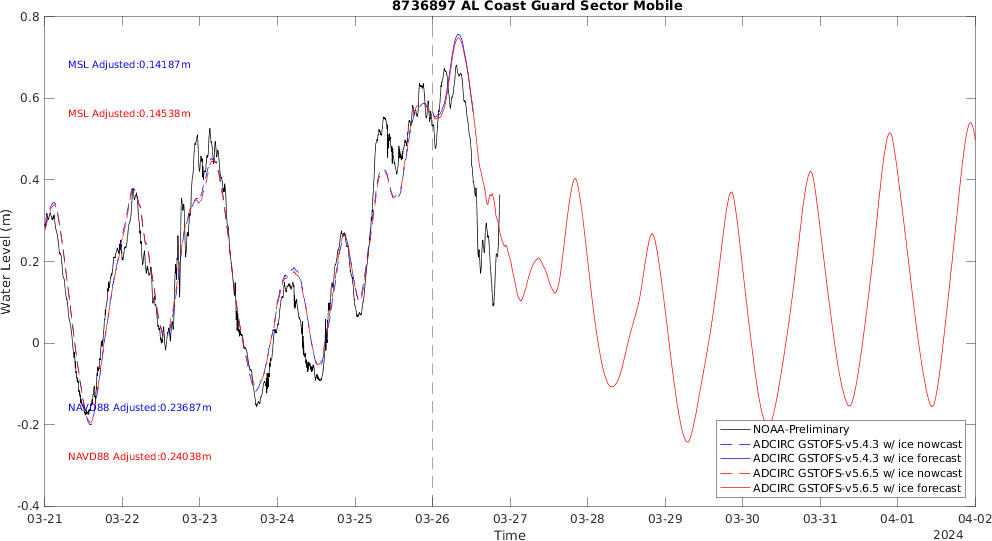 8736897 AL Coast Guard Sector Mobile
0.8
0.6
0.4
0.2
0
-0.2
-0.4
Water Level (m)
MSL Adjusted:0.14187m
MSL Adjusted:0.14538m
NAVD88 Adjusted:0.23687m
NAVD88 Adjusted:0.24038m
NOAA-Preliminary
ADCIRC GSTOFS-v5.4.3 w/ ice nowcast
ADCIRC GSTOFS-v5.4.3 w/ ice forecast
ADCIRC GSTOFS-v5.6.5 w/ ice nowcast
ADCIRC GSTOFS-v5.6.5 w/ ice forecast
03-21 03-22 03-23 03-24 03-25 03-26 03-27 03-28 03-29 03-30 03-31 04-01 04-02
Time
2024